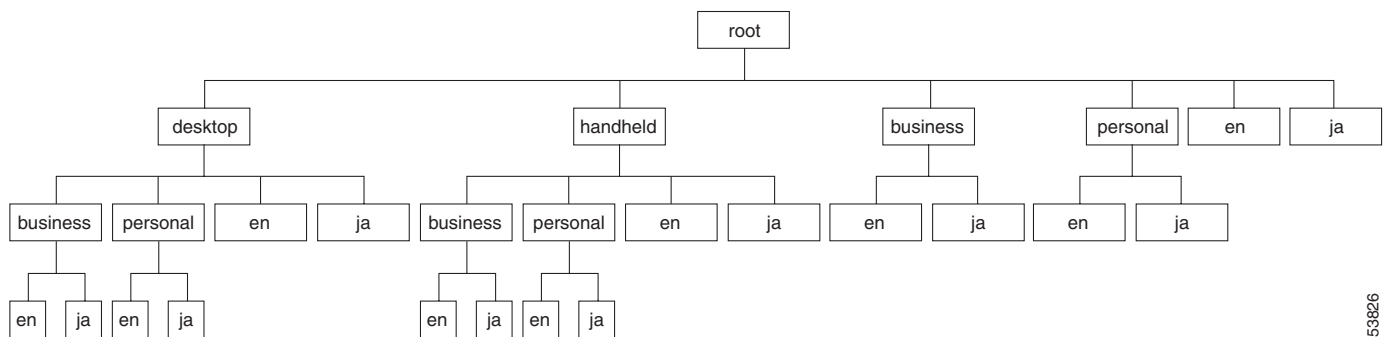 root
desktop handheld business personal en ja
business personal en ja business personal en ja en ja en ja
en ja en ja en ja en ja
53826